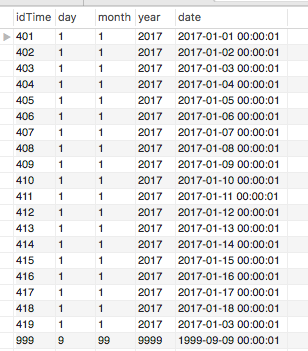 idTime day month year date
401 1 1 2017 2017-01-01 00:00:01
402 1 1 2017 2017-01-02 00:00:01
403 1 1 2017 2017-01-03 00:00:01
404 1 1 2017 2017-01-04 00:00:01
405 1 1 2017 2017-01-05 00:00:01
406 1 1 2017 2017-01-06 00:00:01
407 1 1 2017 2017-01-07 00:00:01
408 1 1 2017 2017-01-08 00:00:01
409 1 1 2017 2017-01-09 00:00:01
410 1 1 2017 2017-01-10 00:00:01
411 1 1 2017 2017-01-11 00:00:01
412 1 1 2017 2017-01-12 00:00:01
413 1 1 2017 2017-01-13 00:00:01
414 1 1 2017 2017-01-14 00:00:01
415 1 1 2017 2017-01-15 00:00:01
416 1 1 2017 2017-01-16 00:00:01
417 1 1 2017 2017-01-17 00:00:01
418 1 1 2017 2017-01-18 00:00:01
419 1 1 2017 2017-01-03 00:00:01
999 9 99 9999 1999-09-09 00:00:01